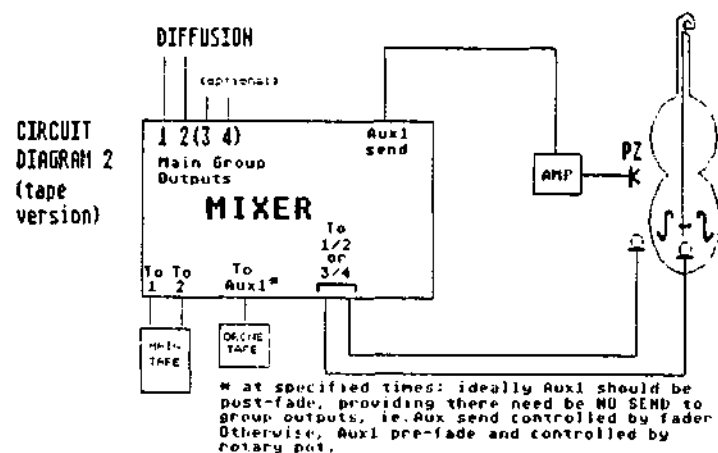 DIFFUSION
(optional)
CIRCUIT
DIAGRAM 2
(tape
version)
1 2(3 4)
Main Group
Outputs
Aux1
send
MIXER
To
1/2
or
3/4
To To
1 2
To
Aux1*
MAIN
TAPE
DRONE
TAPE
AMP
PZ
* at specified times: ideally Aux1 should be
post-fade, providing there need be NO SEND to
group outputs, ie.Aux send controlled by fader
Otherwise, Aux1 pre-fade and controlled by
rotary pot.